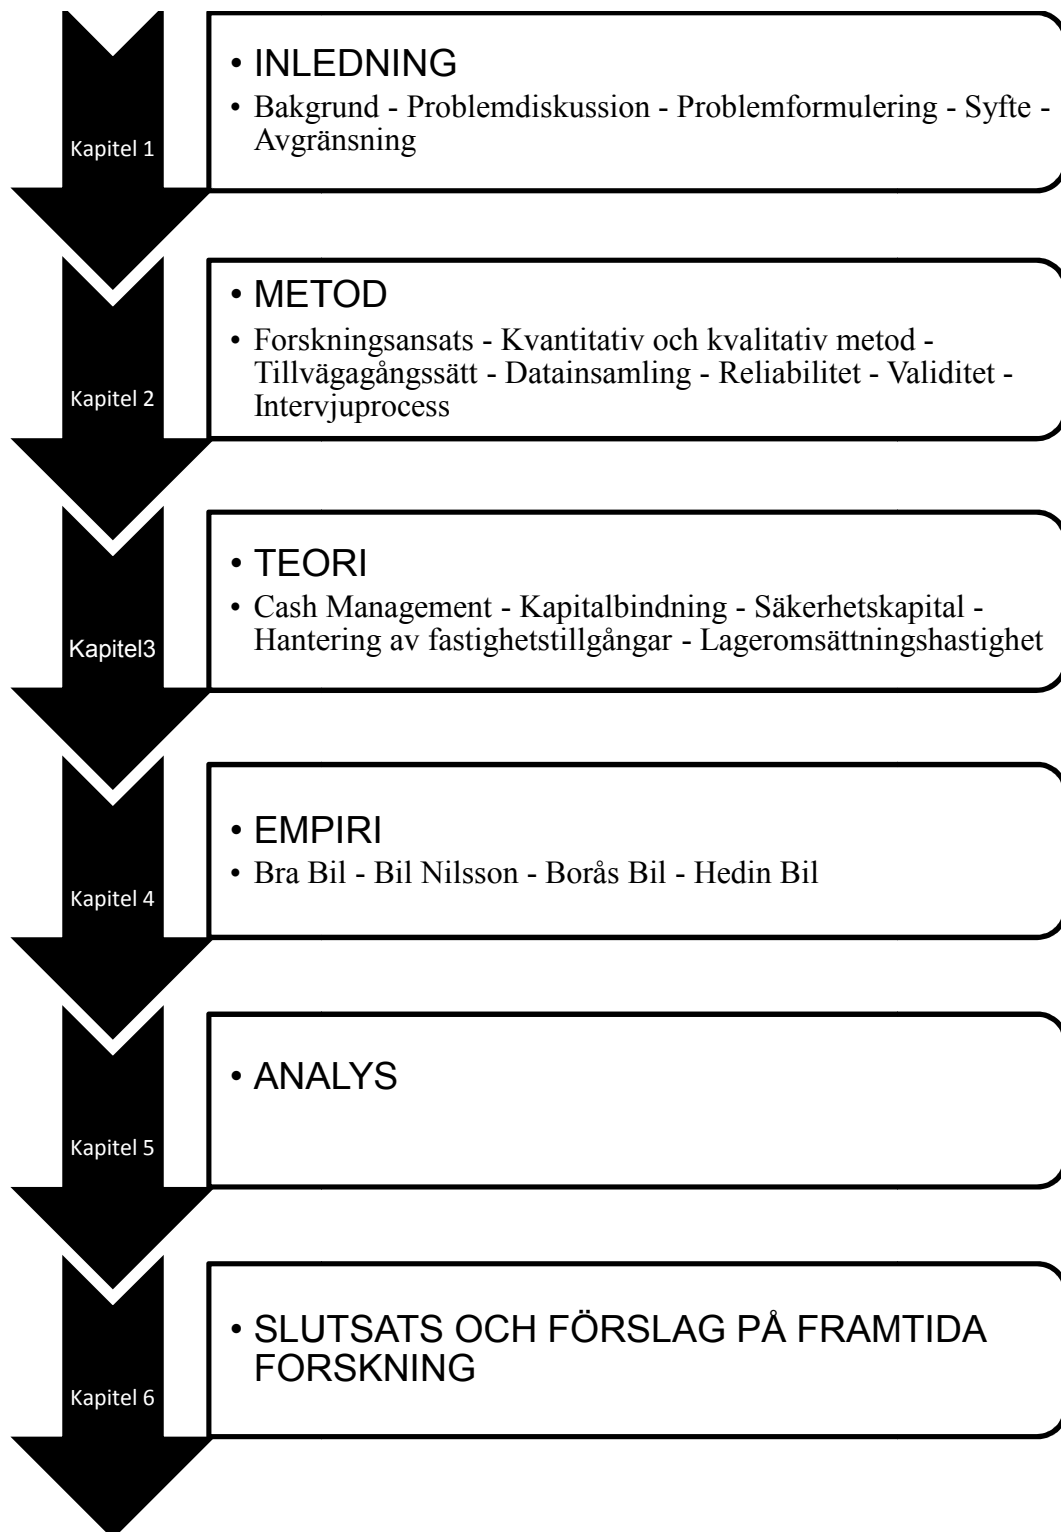 Kapitel 1
• INLEDNING
• Bakgrund - Problemdiskussion - Problemformulering - Syfte -
Avgränsning
Kapitel 2
• METOD
• Forskningsansats - Kvantitativ och kvalitativ metod -
Tillvägagångssätt - Datainsamling - Reliabilitet - Validitet -
Intervjuprocess
Kapitel3
• TEORI
• Cash Management - Kapitalbindning - Säkerhetskapital -
Hantering av fastighetstillgångar - Lageromsättningshastighet
Kapitel 4
• EMPIRI
• Bra Bil - Bil Nilsson - Borås Bil - Hedin Bil
Kapitel 5
• ANALYS
Kapitel 6
• SLUTSATS OCH FÖRSLAG PÅ FRAMTIDA
FORSKNING